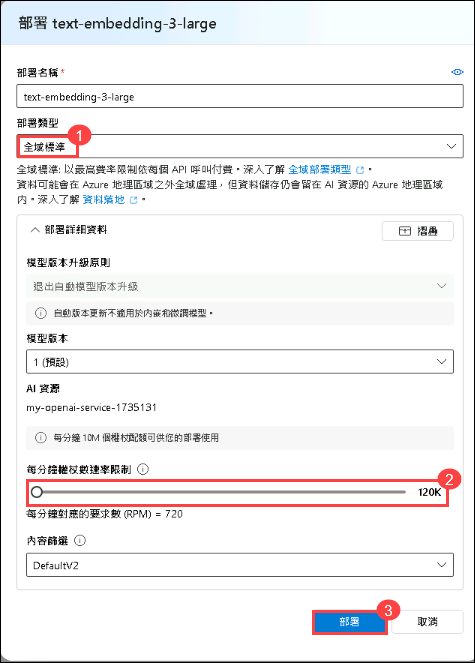 部署 text-embedding-3-large
部署名稱*
text-embedding-3-large
部署類型
1
全域標準
全域標準: 以最高費率限制依每個 API 呼叫付費。深入了解 全域部署類型。
資料可能會在 Azure 地理區域之外全域處理，但資料儲存仍會留在 AI 資源的 Azure 地理區域
內。深入了解 資料落地。
部署詳細資料
摺疊
模型版本升級原則
退出自動模型版本升級
自動版本更新不適用於內嵌和微調模型。
模型版本
1 (預設)
AI 資源
my-openai-service-1735131
每分鐘 10M 個權杖配額可供您的部署使用
每分鐘權杖數速率限制
2
120K
每分鐘對應的要求數 (RPM) = 720
內容篩選
DefaultV2
3
部署
取消